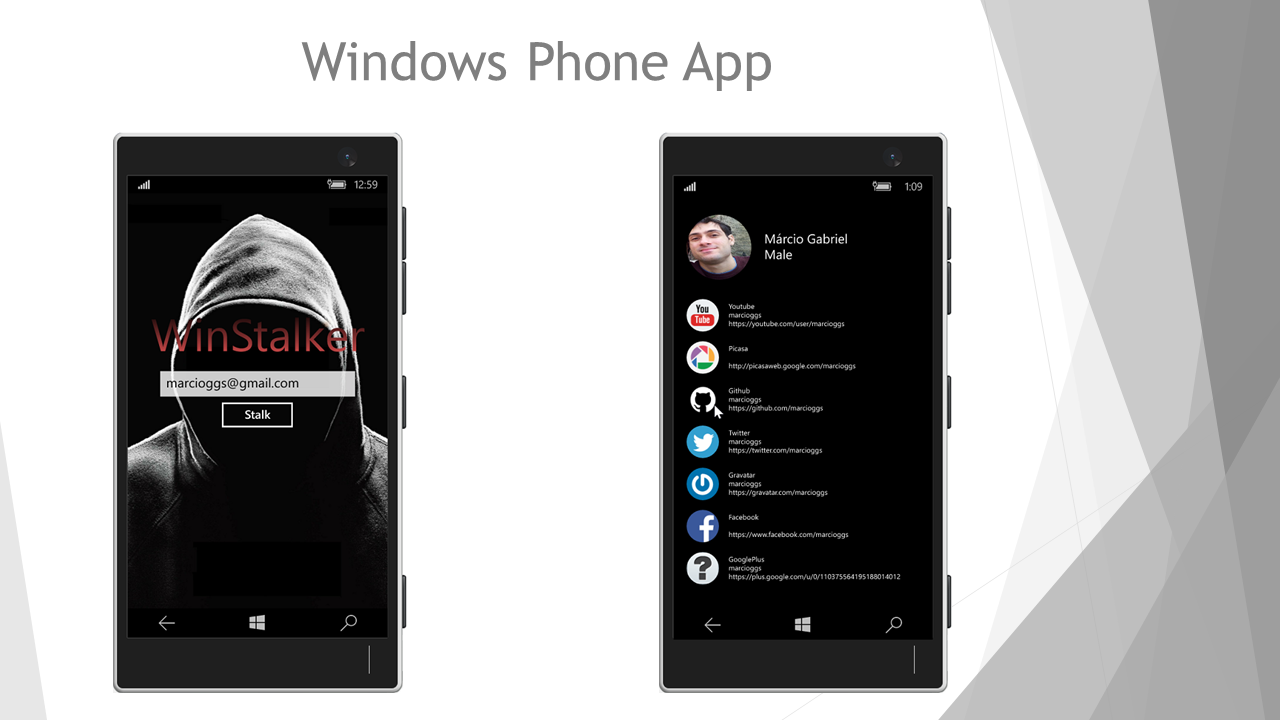 Windows Phone App
12:59
WinStalker
marcioggs@gmail.com
Stalk
1:09
Márcio Gabriel
Male
You
Tube
Youtube
marcioggs
https://youtube.com/user/marcioggs
Picasa
http://picasaweb.google.com/marcioggs
Github
marcioggs
https://github.com/marcioggs
Twitter
marcioggs
https://twitter.com/marcioggs
Gravatar
marcioggs
https://gravatar.com/marcioggs
Facebook
https://www.facebook.com/marcioggs
?
GooglePlus
marcioggs
https://plus.google.com/u/0/110375564195188014012